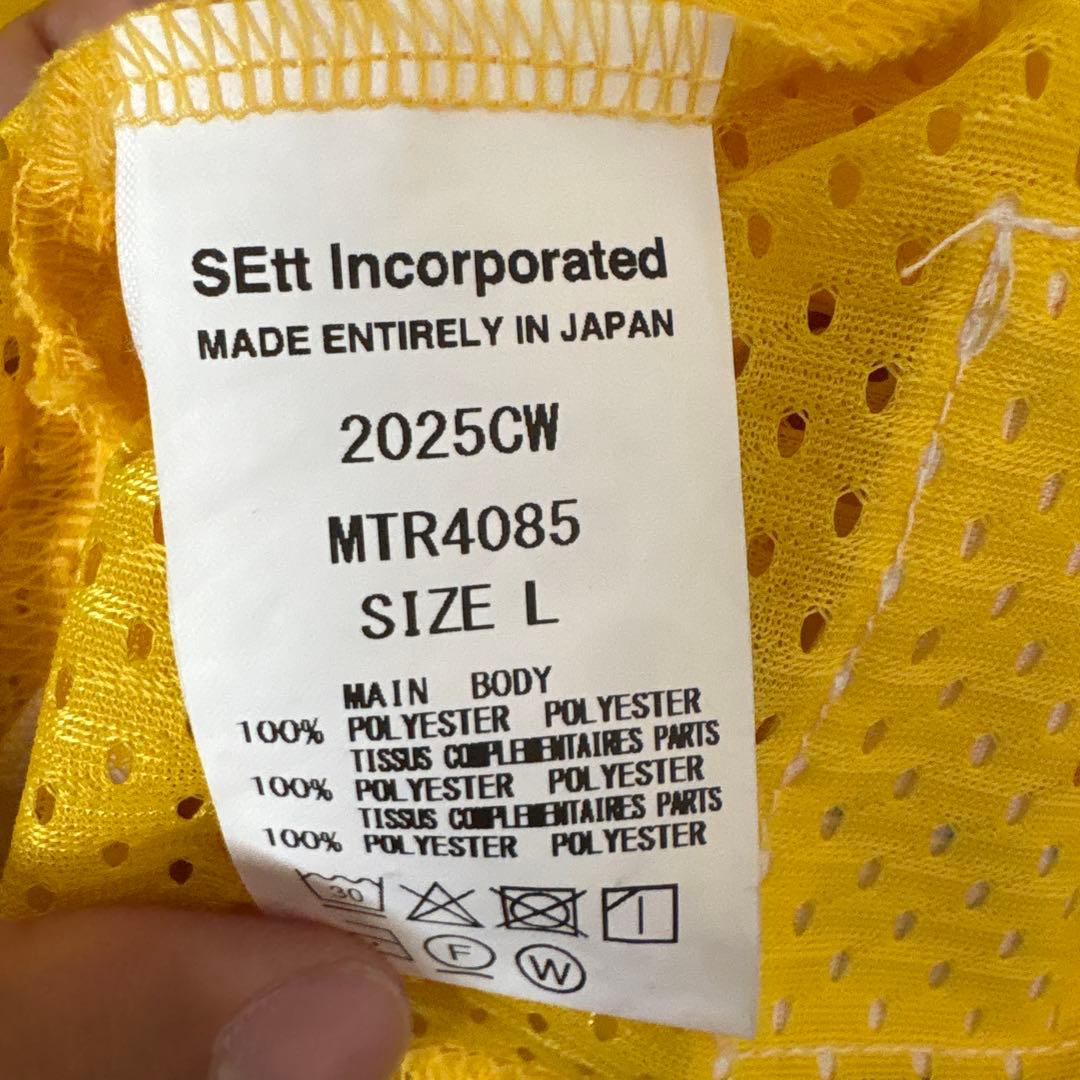 SEtt Incorporated
MADE ENTIRELY IN JAPAN
2025CW
MTR4085
SIZE L
MAIN BODY
100% POLYESTER POLYESTER
TISSUS COMPLEMENTAIRES PARTS
100% POLYESTER POLYESTER
TISSUS COMPLEMENTAIRES PARTS
100% POLYESTER POLYESTER
30
F
W